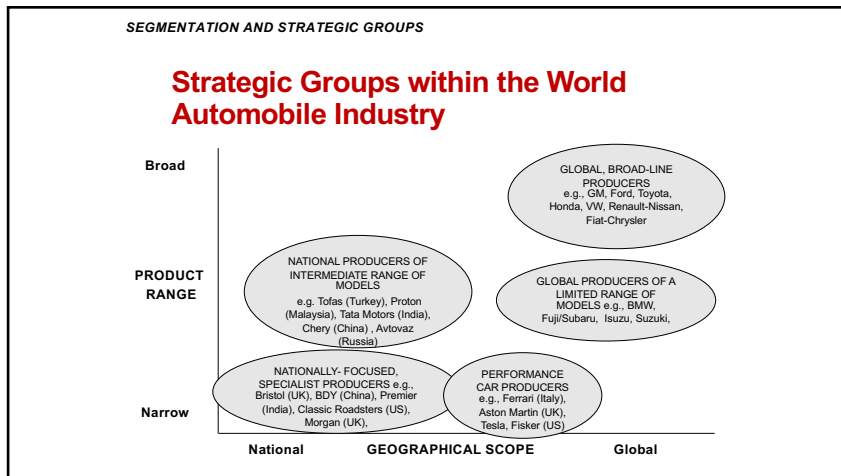 SEGMENTATION AND STRATEGIC GROUPS
Strategic Groups within the World
Automobile Industry
Broad
GLOBAL, BROAD-LINE
PRODUCERS
e.g., GM, Ford, Toyota,
Honda, VW, Renault-Nissan,
Fiat-Chrysler
PRODUCT
RANGE
NATIONAL PRODUCERS OF
INTERMEDIATE RANGE OF
MODELS
e.g. Tofas (Turkey), Proton
(Malaysia), Tata Motors (India),
Chery (China) , Avtovaz
(Russia)
GLOBAL PRODUCERS OF A
LIMITED RANGE OF
MODELS e.g., BMW,
Fuji/Subaru, Isuzu, Suzuki,
NATIONALLY- FOCUSED,
SPECIALIST PRODUCERS e.g.,
Bristol (UK), BDY (China), Premier
(India), Classic Roadsters (US),
Morgan (UK),
PERFORMANCE
CAR PRODUCERS
e.g., Ferrari (Italy),
Aston Martin (UK),
Tesla, Fisker (US)
Narrow
National GEOGRAPHICAL SCOPE Global